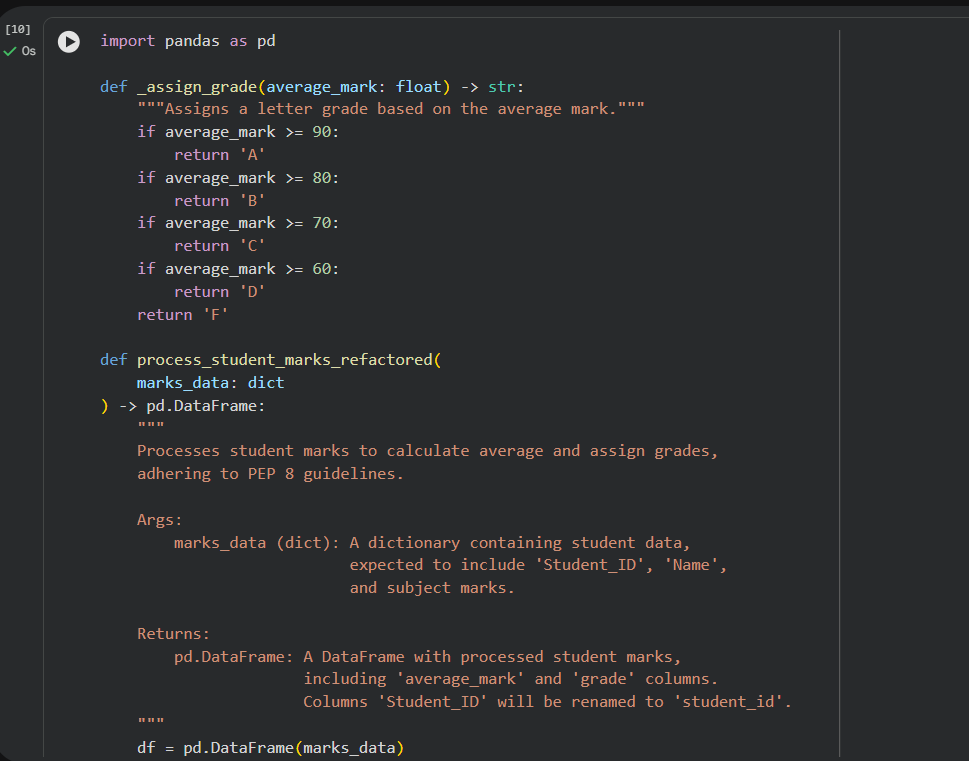 [10]
0s
import pandas as pd
def _assign_grade(average_mark: float) -> str:
"""Assigns a letter grade based on the average mark."""
if average_mark >= 90:
return 'A'
if average_mark >= 80:
return 'B'
if average_mark >= 70:
return 'C'
if average_mark >= 60:
return 'D'
return 'F'
def process_student_marks_refactored(
marks_data: dict
) -> pd.DataFrame:
"""
Processes student marks to calculate average and assign grades,
adhering to PEP 8 guidelines.
Args:
marks_data (dict): A dictionary containing student data,
expected to include 'Student_ID', 'Name',
and subject marks.
Returns:
pd.DataFrame: A DataFrame with processed student marks,
including 'average_mark' and 'grade' columns.
Columns 'Student_ID' will be renamed to 'student_id'.
"""
df = pd.DataFrame(marks_data)